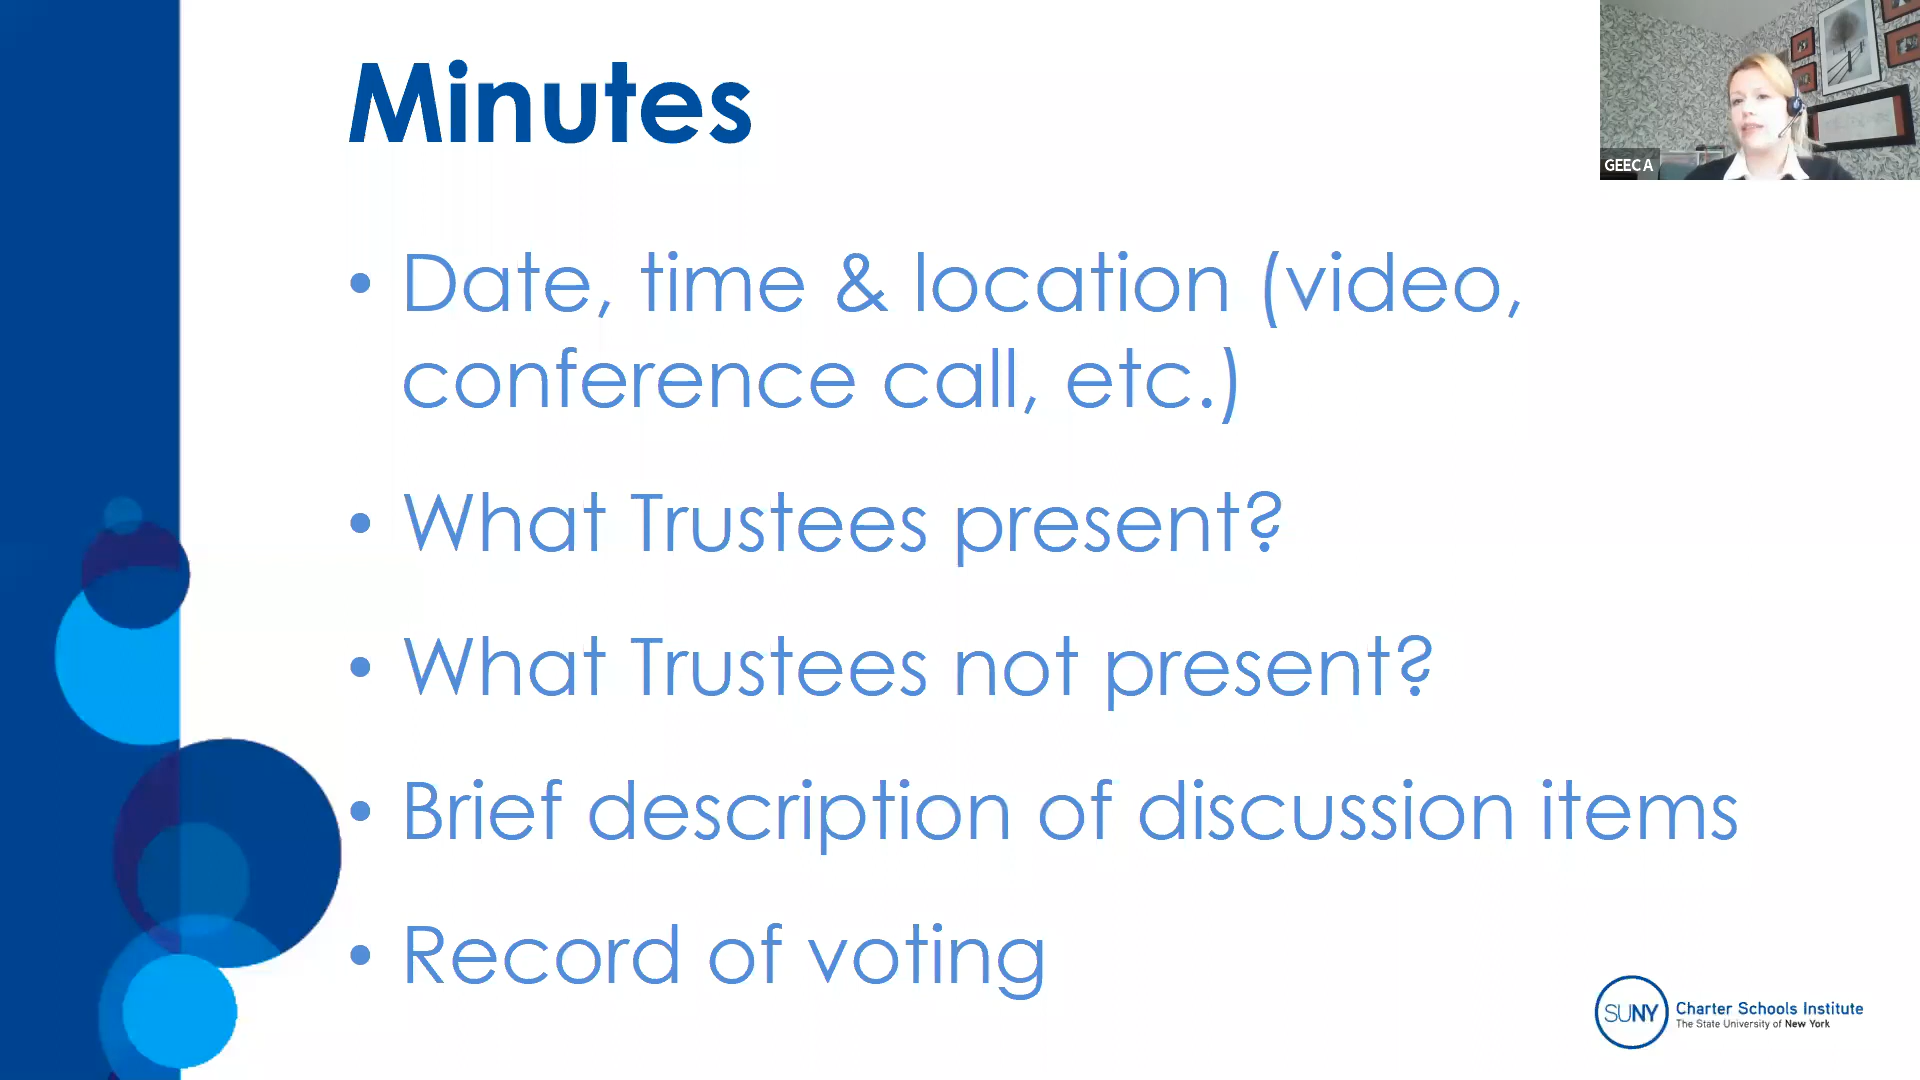 Minutes
GEECA
• Date, time & location (video,
conference call, etc.)
• What Trustees present?
• What Trustees not present?
• Brief description of discussion items
• Record of voting
SUNY
Charter Schools Institute
The State University of New York